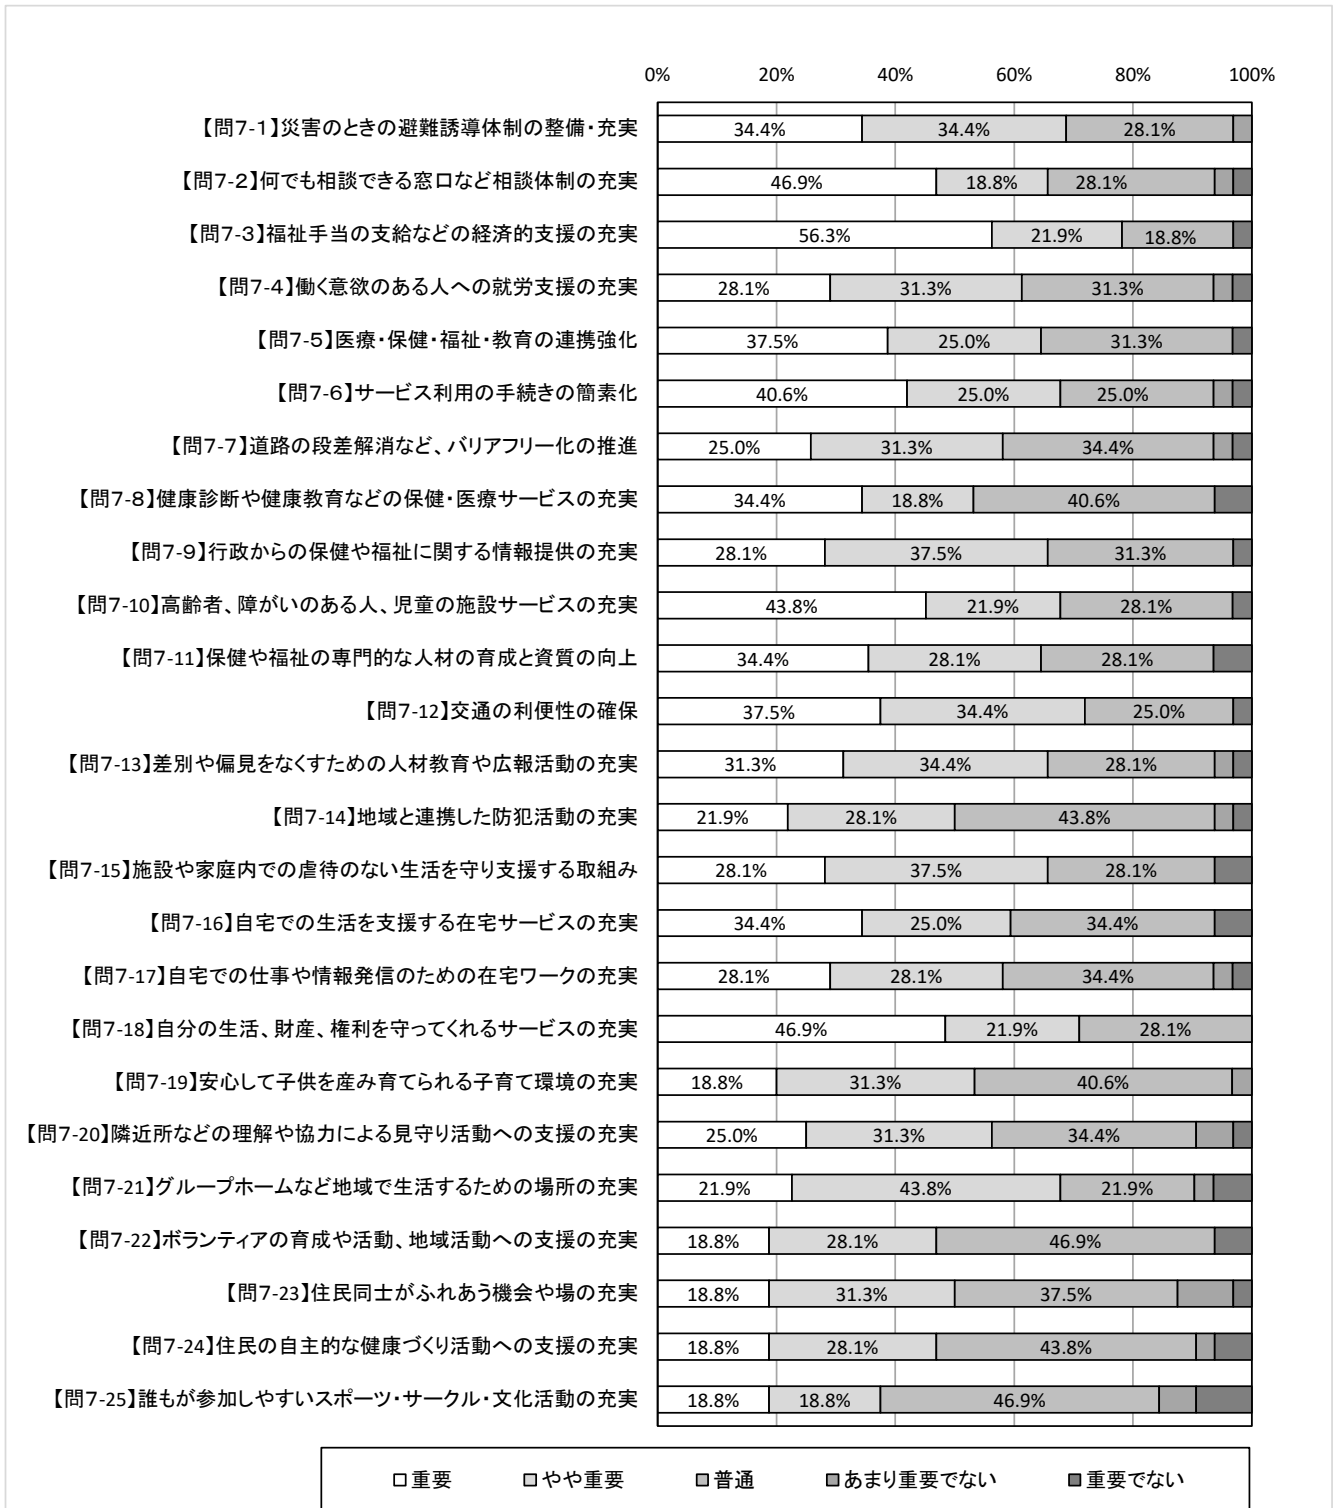 0% 20% 40% 60% 80% 100%
【問7-1】災害のときの避難誘導体制の整備・充実 34.4% 34.4% 28.1%
【問7-2】何でも相談できる窓口など相談体制の充実 46.9% 18.8% 28.1%
【問7-3】福祉手当の支給などの経済的支援の充実 56.3% 21.9% 18.8%
【問7-4】働く意欲のある人への就労支援の充実 28.1% 31.3% 31.3%
【問7-5】医療・保健・福祉・教育の連携強化 37.5% 25.0% 31.3%
【問7-6】サービス利用の手続きの簡素化 40.6% 25.0% 25.0%
【問7-7】道路の段差解消など、バリアフリー化の推進 25.0% 31.3% 34.4%
【問7-8】健康診断や健康教育などの保健・医療サービスの充実 34.4% 18.8% 40.6%
【問7-9】行政からの保健や福祉に関する情報提供の充実 28.1% 37.5% 31.3%
【問7-10】高齢者、障がいのある人、児童の施設サービスの充実 43.8% 21.9% 28.1%
【問7-11】保健や福祉の専門的な人材の育成と資質の向上 34.4% 28.1% 28.1%
【問7-12】交通の利便性の確保 37.5% 34.4% 25.0%
【問7-13】差別や偏見をなくすための人材教育や広報活動の充実 31.3% 34.4% 28.1%
【問7-14】地域と連携した防犯活動の充実 21.9% 28.1% 43.8%
【問7-15】施設や家庭内での虐待のない生活を守り支援する取組み 28.1% 37.5% 28.1%
【問7-16】自宅での生活を支援する在宅サービスの充実 34.4% 25.0% 34.4%
【問7-17】自宅での仕事や情報発信のための在宅ワークの充実 28.1% 28.1% 34.4%
【問7-18】自分の生活、財産、権利を守ってくれるサービスの充実 46.9% 21.9% 28.1%
【問7-19】安心して子供を産み育てられる子育て環境の充実 18.8% 31.3% 40.6%
【問7-20】隣近所などの理解や協力による見守り活動への支援の充実 25.0% 31.3% 34.4%
【問7-21】グループホームなど地域で生活するための場所の充実 21.9% 43.8% 21.9%
【問7-22】ボランティアの育成や活動、地域活動への支援の充実 18.8% 28.1% 46.9%
【問7-23】住民同士がふれあう機会や場の充実 18.8% 31.3% 37.5%
【問7-24】住民の自主的な健康づくり活動への支援の充実 18.8% 28.1% 43.8%
【問7-25】誰もが参加しやすいスポーツ・サークル・文化活動の充実 18.8% 18.8% 46.9%
重要 やや重要 普通 あまり重要でない 重要でない